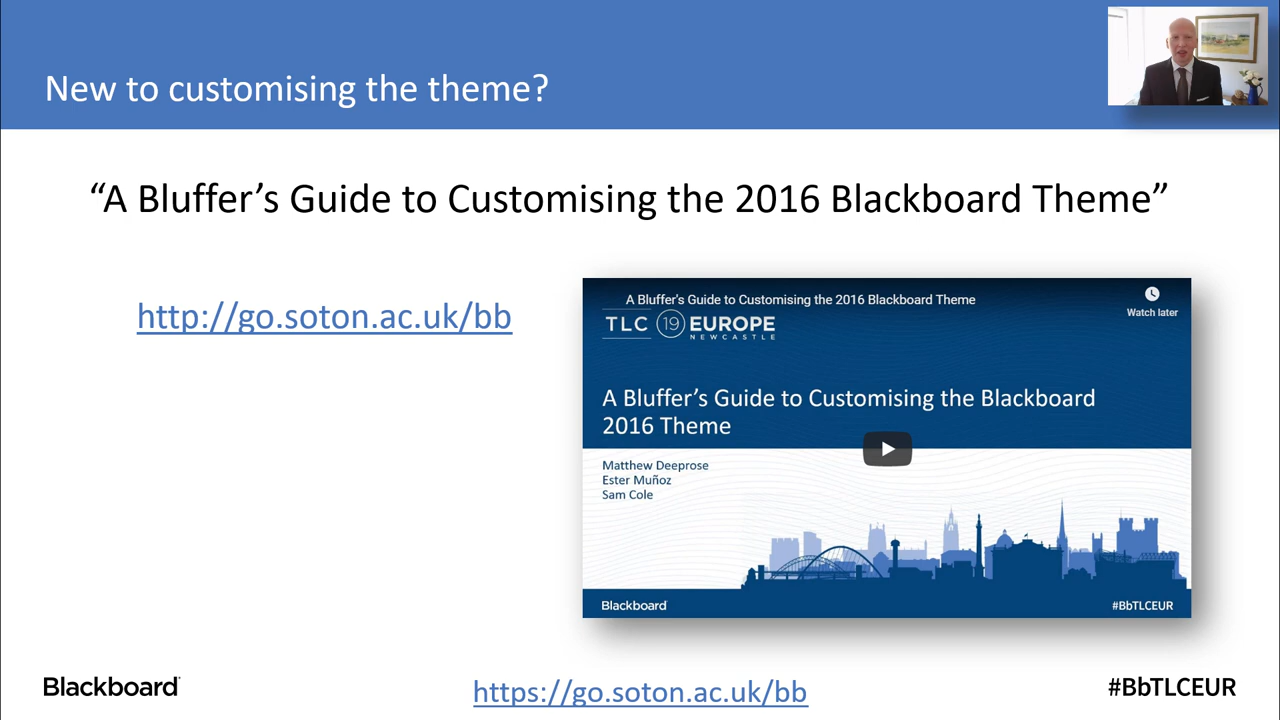 New to customising the theme?
“A Bluffer’s Guide to Customising the 2016 Blackboard Theme”
http://go.soton.ac.uk/bb
A Bluffer's Guide to Customising the 2016 Blackboard Theme
Watch later
TLC 19 EUROPE
NEWCASTLE
A Bluffer’s Guide to Customising the Blackboard
2016 Theme
Matthew Deeprose
Ester Muñoz
Sam Cole
Blackboard
#BbTLCEUR
Blackboard
https://go.soton.ac.uk/bb
#BbTLCEUR